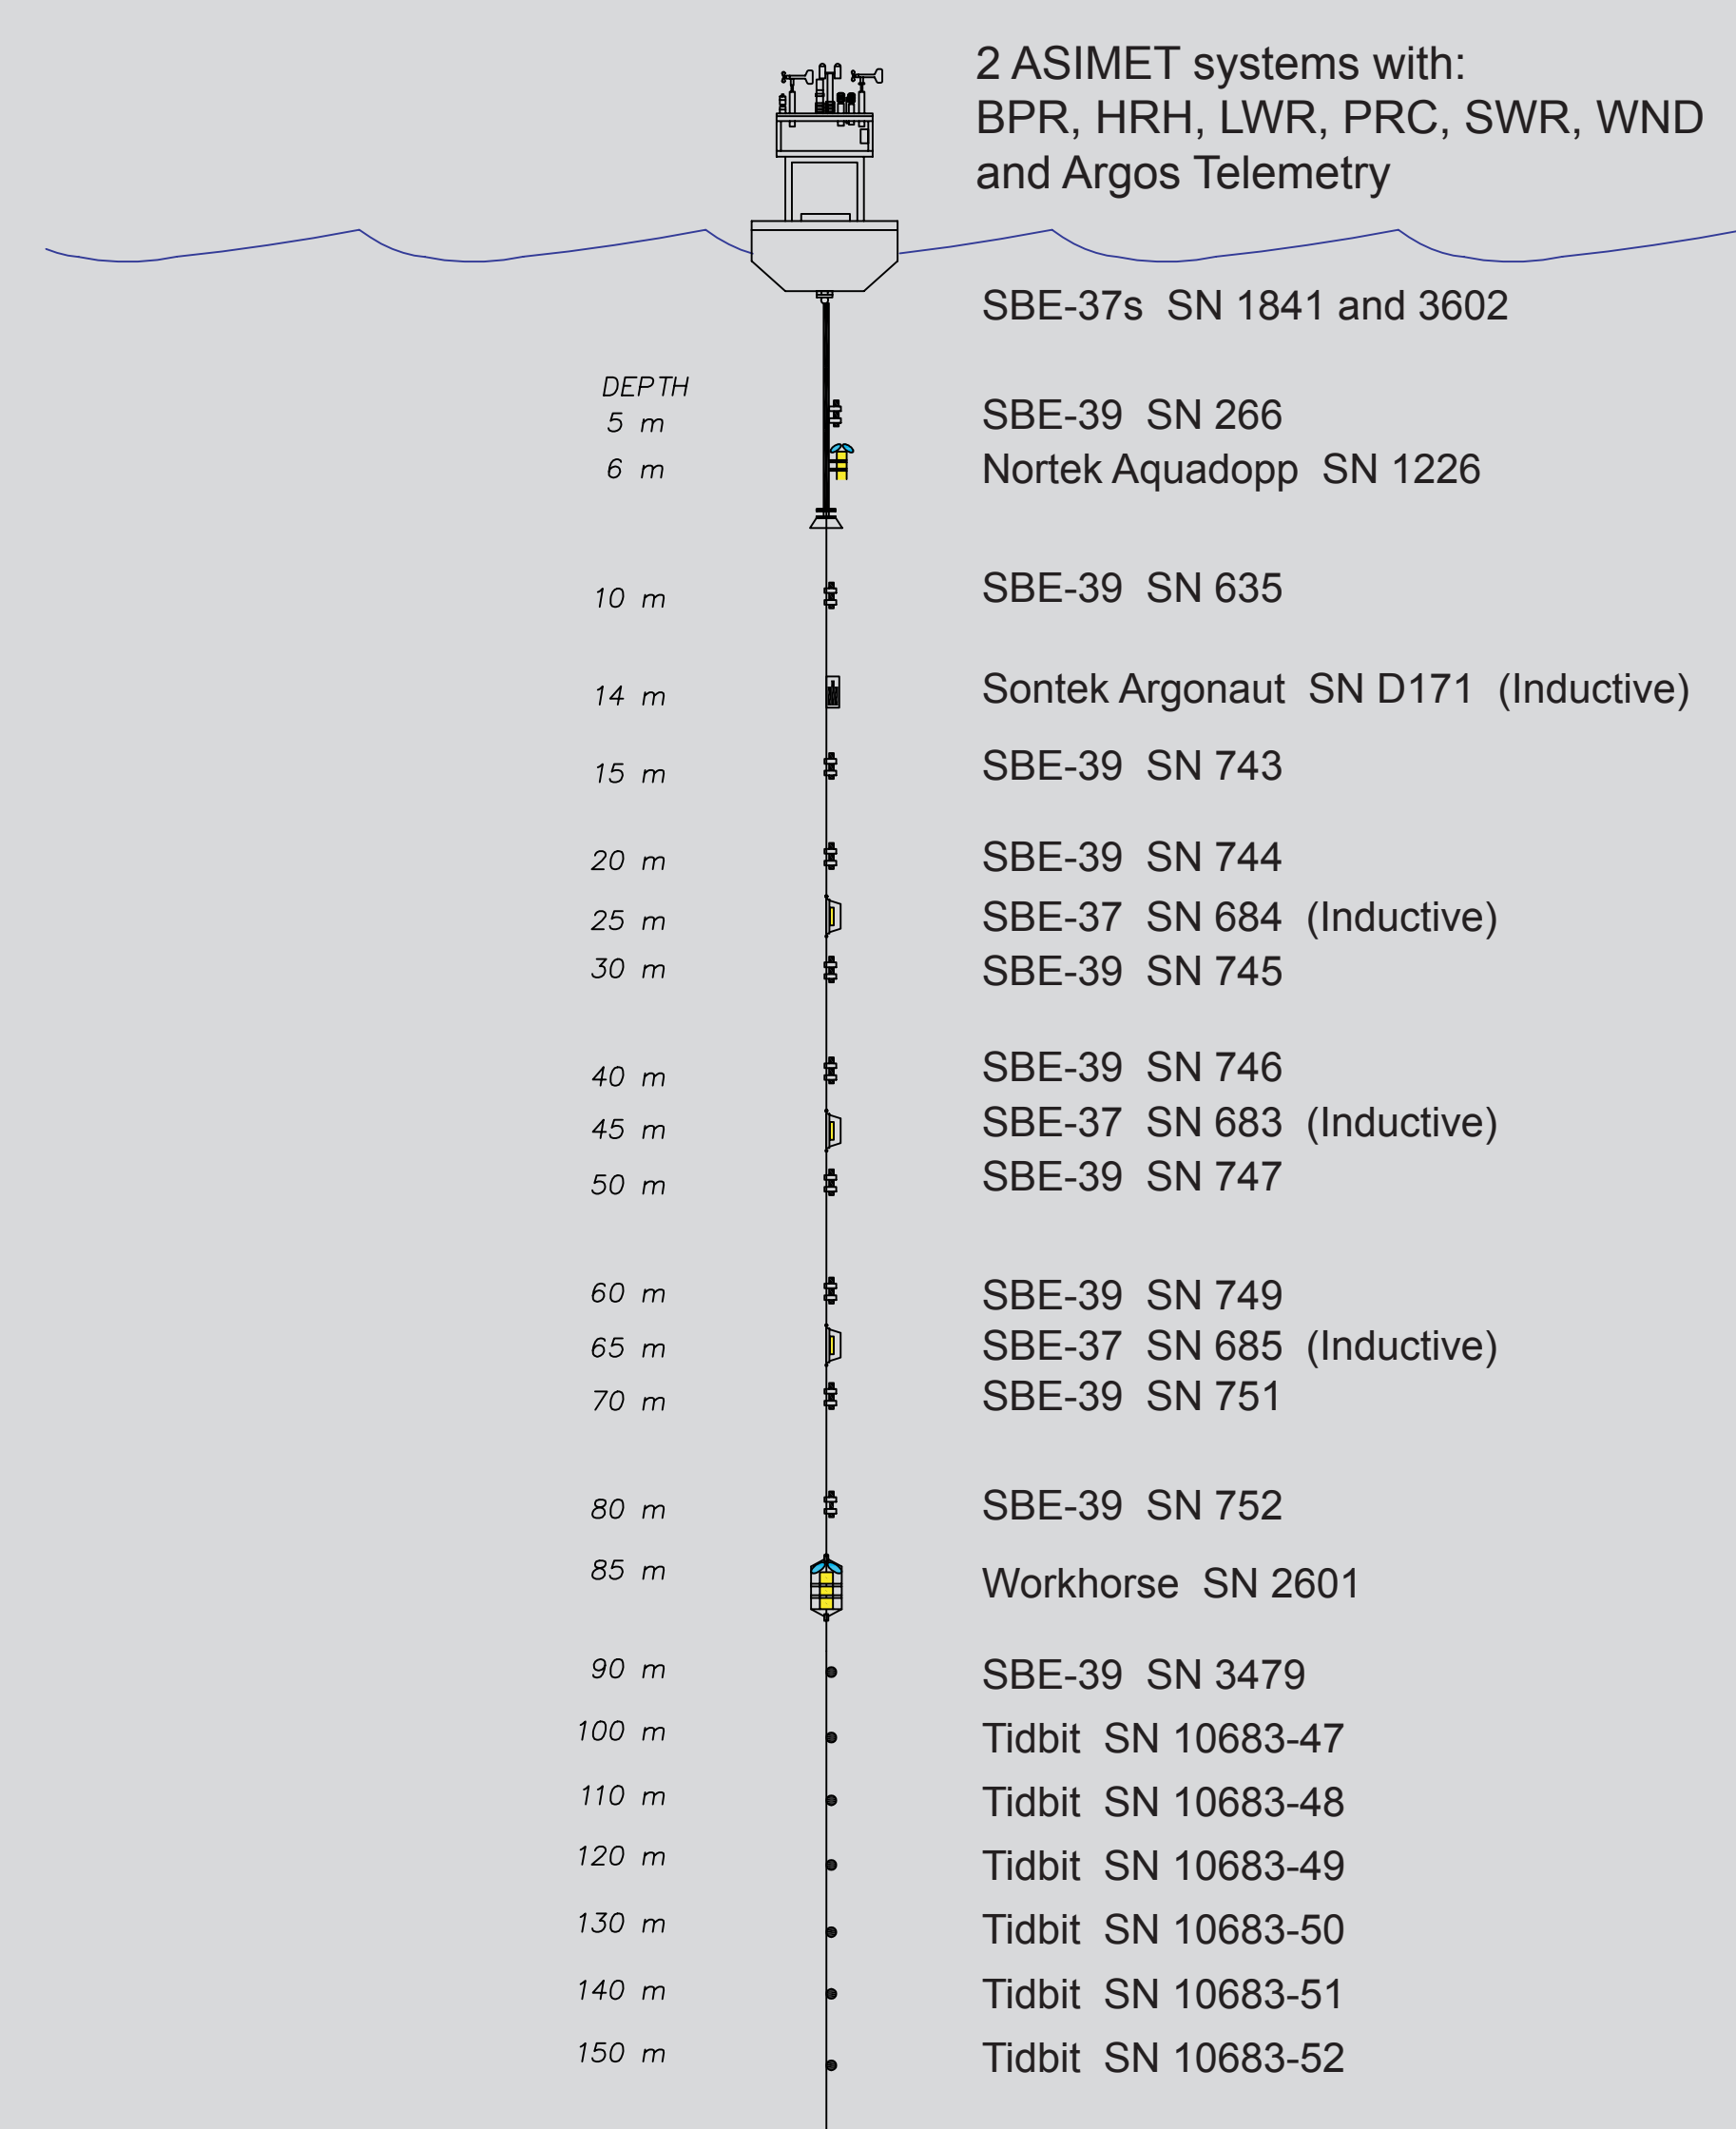 2 ASIMET systems with:
BPR, HRH, LWR, PRC, SWR, WND
and Argos Telemetry
SBE-37s SN 1841 and 3602
DEPTH
5 m SBE-39 SN 266
6 m Nortek Aquadopp SN 1226
10 m SBE-39 SN 635
14 m Sontek Argonaut SN D171 (Inductive)
15 m SBE-39 SN 743
20 m SBE-39 SN 744
25 m SBE-37 SN 684 (Inductive)
30 m SBE-39 SN 745
40 m SBE-39 SN 746
45 m SBE-37 SN 683 (Inductive)
50 m SBE-39 SN 747
60 m SBE-39 SN 749
65 m SBE-37 SN 685 (Inductive)
70 m SBE-39 SN 751
80 m SBE-39 SN 752
85 m Workhorse SN 2601
90 m SBE-39 SN 3479
100 m Tidbit SN 10683-47
110 m Tidbit SN 10683-48
120 m Tidbit SN 10683-49
130 m Tidbit SN 10683-50
140 m Tidbit SN 10683-51
150 m Tidbit SN 10683-52